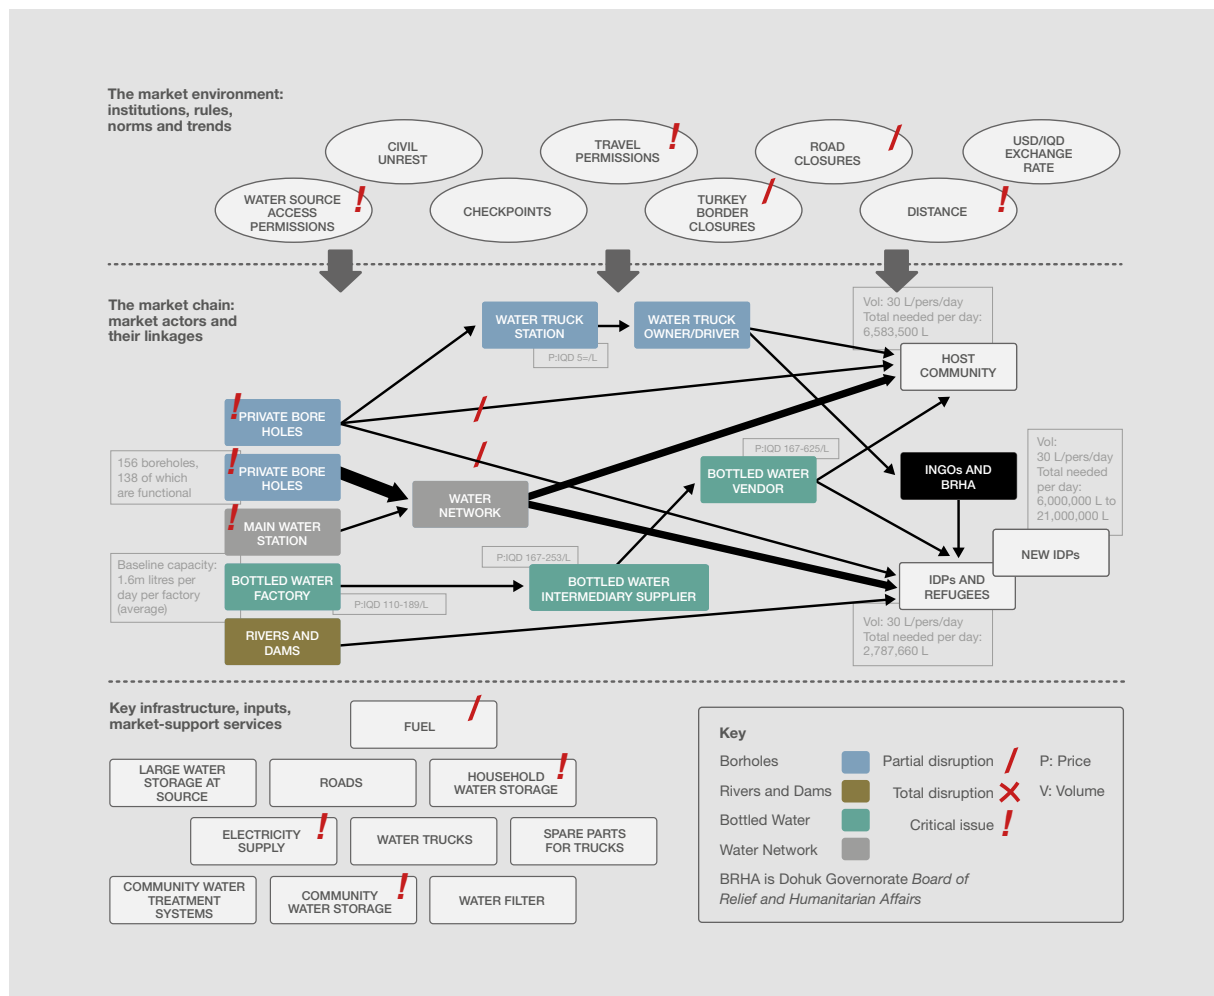 The market environment:
institutions, rules,
norms and trends
CIVIL
UNREST
TRAVEL
PERMISSIONS
!
ROAD
CLOSURES
/
USD/IQD
EXCHANGE
RATE
WATER SOURCE
ACCESS
PERMISSIONS
!
CHECKPOINTS
TURKEY
BORDER
CLOSURES
/
DISTANCE
!
The market chain:
market actors and
their linkages
WATER TRUCK
STATION
P:IQD 5=/L
WATER TRUCK
OWNER/DRIVER
Vol: 30 L/pers/day
Total needed per day:
6,583,500 L
HOST
COMMUNITY
!
PRIVATE BORE
HOLES
/
156 boreholes,
138 of which
are functional
!
PRIVATE BORE
HOLES
/
P:IQD 167-625/L
BOTTLED WATER
VENDOR
INGOs AND
BRHA
Vol:
30 L/pers/day
Total needed
per day:
6,000,000 L to
21,000,000 L
WATER
NETWORK
!
MAIN WATER
STATION
NEW IDPs
Baseline capacity:
1.6m litres per
day per factory
(average)
BOTTLED WATER
FACTORY
P:IQD 110-189/L
P:IQD 167-253/L
BOTTLED WATER
INTERMEDIARY SUPPLIER
IDPs AND
REFUGEES
Vol: 30 L/pers/day
Total needed per day:
2,787,660 L
RIVERS AND
DAMS
Key infrastructure, inputs,
market-support services
FUEL
/
LARGE WATER
STORAGE AT
SOURCE
ROADS
HOUSEHOLD
WATER STORAGE
!
ELECTRICITY
SUPPLY
!
WATER TRUCKS
SPARE PARTS
FOR TRUCKS
COMMUNITY WATER
TREATMENT
SYSTEMS
COMMUNITY
WATER STORAGE
!
WATER FILTER
Key
Borholes
Partial disruption /
P: Price
Rivers and Dams
Total disruption
V: Volume
Bottled Water
Critical issue !
Water Network
BRHA is Dohuk Governorate Board of
Relief and Humanitarian Affairs